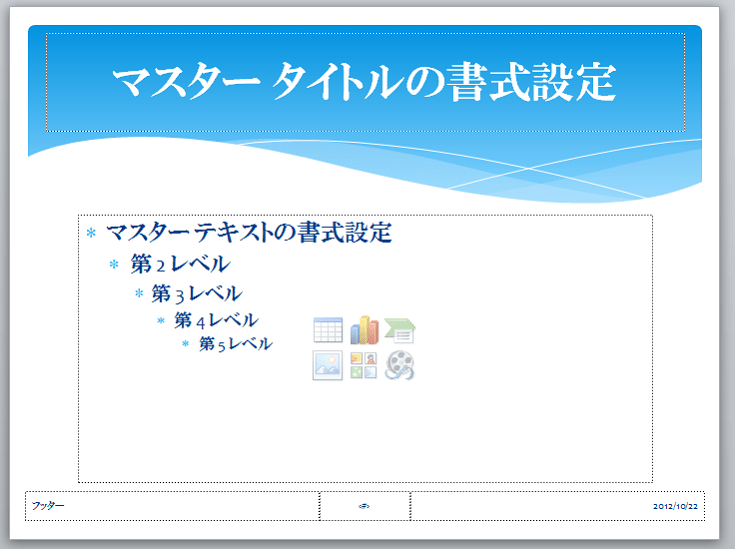 マスター タイトルの書式設定
* マスター テキストの書式設定
* 第 2 レベル
* 第 3 レベル
* 第 4 レベル
* 第 5 レベル
フッター
‹#›
2012/10/22